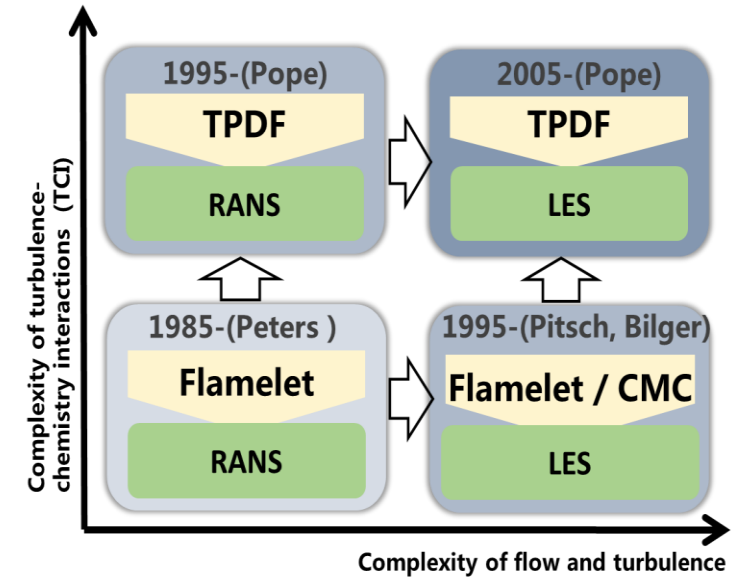 Complexity of turbulence-
chemistry interactions (TCI)
1995-(Pope)
TPDF
RANS
2005-(Pope)
TPDF
LES
1985-(Peters )
Flamelet
RANS
1995-(Pitsch, Bilger)
Flamelet / CMC
LES
Complexity of flow and turbulence